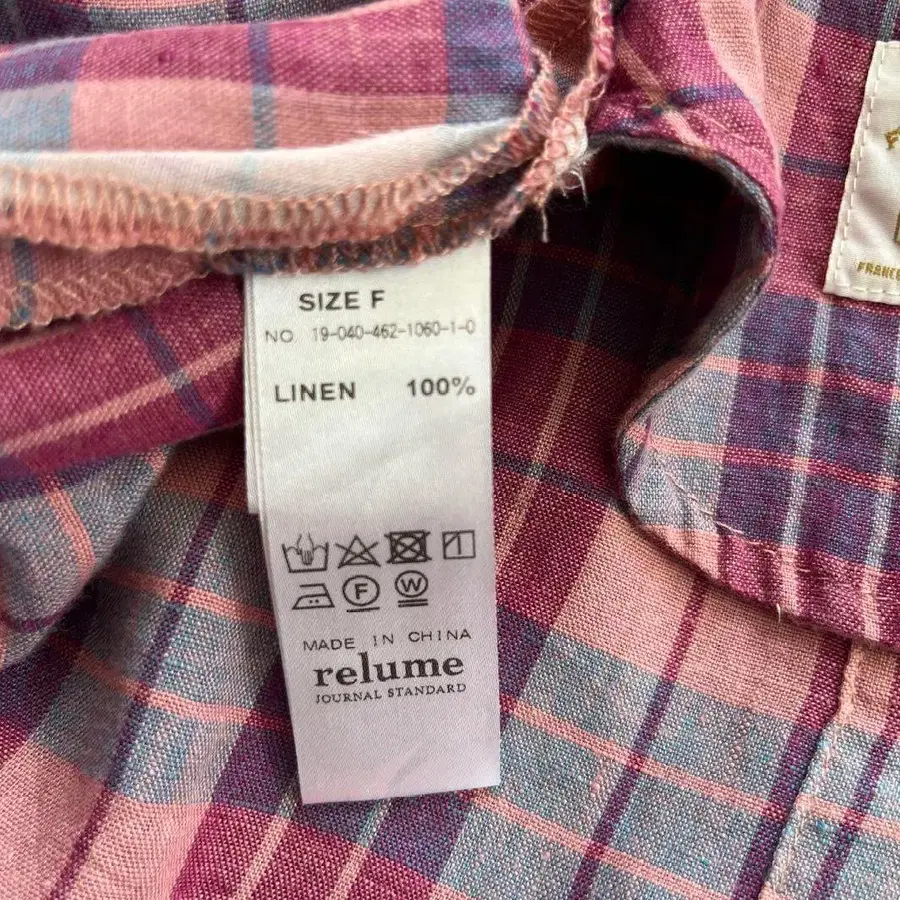 SIZE F
NO. 19-040-462-1060-1-0
LINEN 100%
F W
MADE IN CHINA
relume
JOURNAL STANDARD